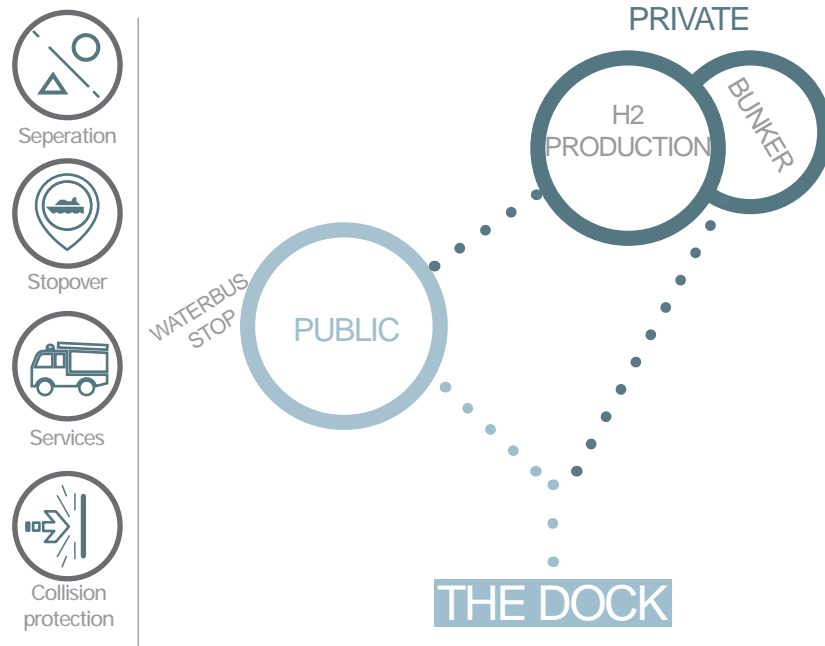 Seperation
Stopover
Services
Collision
protection
PRIVATE
H2
PRODUCTION
BUNKER
WATERBUS
STOP
PUBLIC
THE DOCK